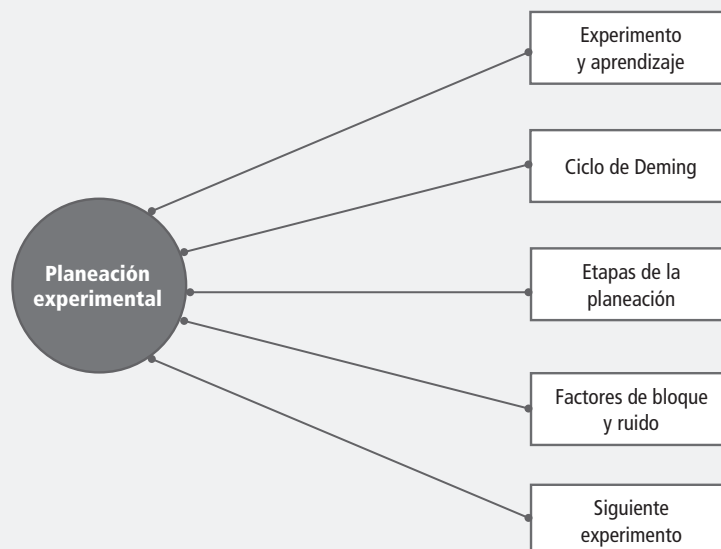 Experimento
y aprendizaje
Ciclo de Deming
Planeación
experimental
Etapas de la
planeación
Factores de bloque
y ruido
Siguiente
experimento